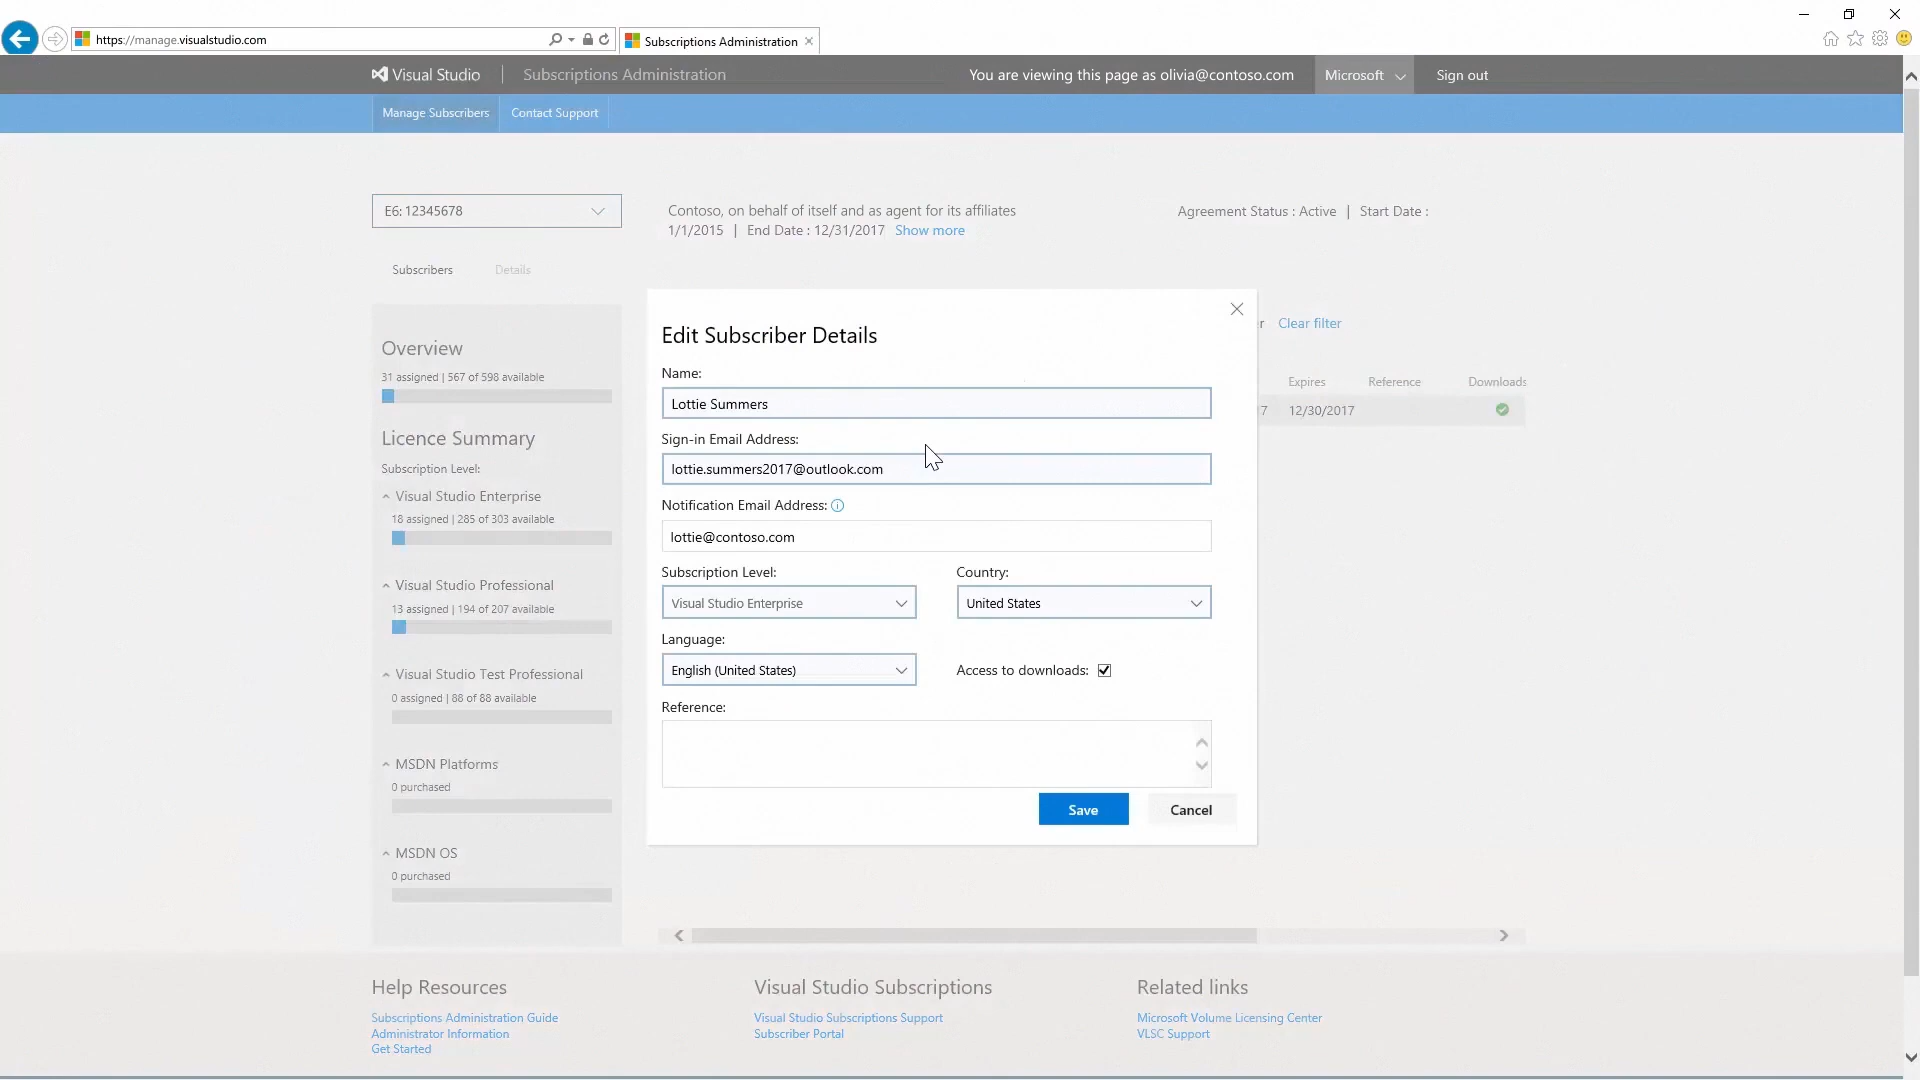 https://manage.visualstudio.com
Subscriptions Administration
Visual Studio | Subscriptions Administration
You are viewing this page as olivia@contoso.com
Microsoft
Sign out
Manage Subscribers
Contact Support
E6: 12345678
Contoso, on behalf of itself and as agent for its affiliates
Agreement Status : Active | Start Date :
1/1/2015 | End Date : 12/31/2017 Show more
Subscribers
Details
Overview
31 assigned | 567 of 598 available
Licence Summary
Subscription Level:
Visual Studio Enterprise
18 assigned | 285 of 303 available
Visual Studio Professional
13 assigned | 194 of 207 available
Visual Studio Test Professional
0 assigned | 88 of 88 available
MSDN Platforms
0 purchased
MSDN OS
0 purchased
Edit Subscriber Details
Name:
Lottie Summers
Sign-in Email Address:
lottie.summers2017@outlook.com
Notification Email Address:
lottie@contoso.com
Subscription Level:
Country:
Visual Studio Enterprise
United States
Language:
English (United States)
Access to downloads:
Reference:
Save
Cancel
r Clear filter
Expires
Reference
Downloads
7
12/30/2017
Help Resources
Subscriptions Administration Guide
Administrator Information
Get Started
Visual Studio Subscriptions
Visual Studio Subscriptions Support
Subscriber Portal
Related links
Microsoft Volume Licensing Center
VLSC Support